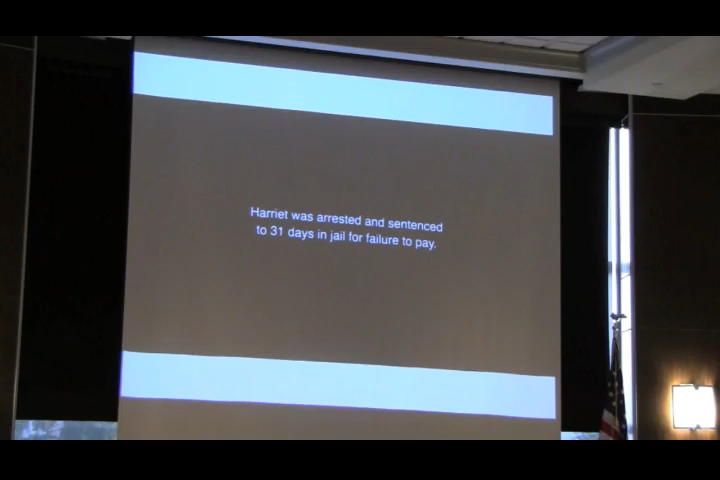 Harriet was arrested and sentenced
to 31 days in jail for failure to pay.